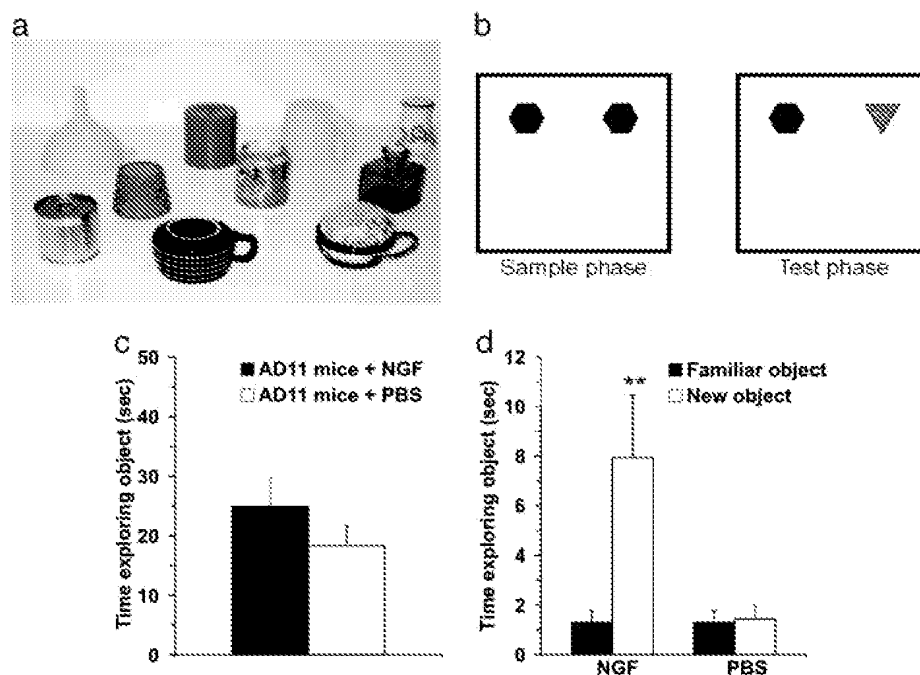 a
b
Sample phase
Test phase
c
Time exploring object (sec)
50
40
30
20
10
0
AD11 mice + NGF
AD11 mice + PBS
d
Time exploring object (sec)
12
10
8
6
4
2
0
Familiar object
New object
**
NGF
PBS